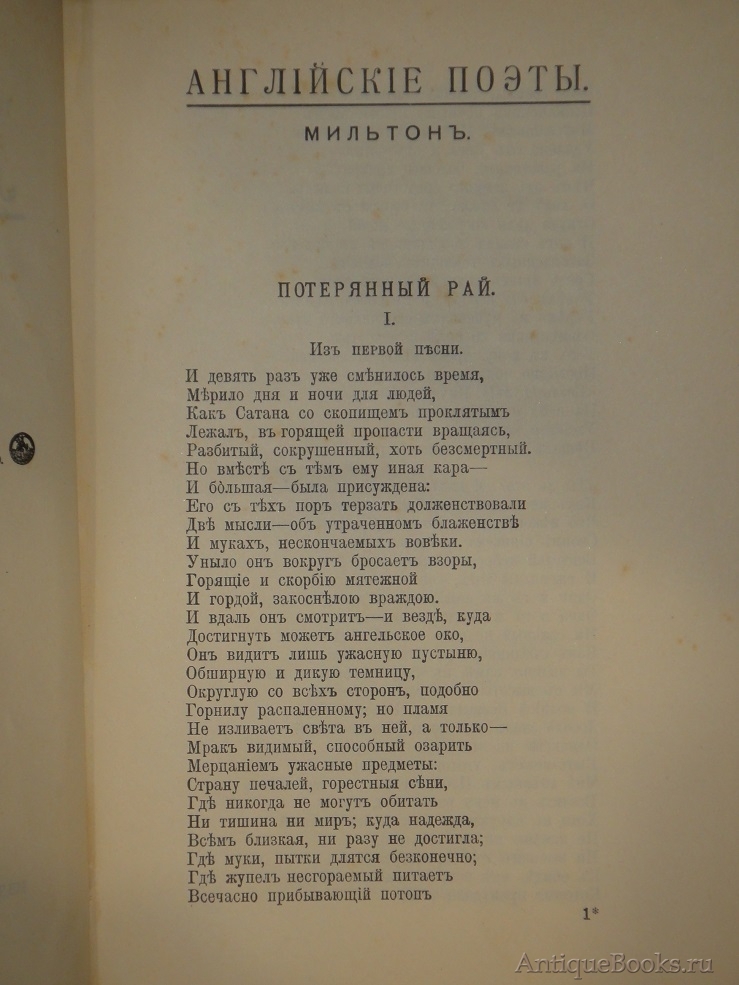 АНГЛІЙСКІЕ ПОЭТЫ.
МИЛЬТОНЪ.
ПОТЕРЯННЫЙ РАЙ.
I.
Изъ первой пѣсни.
И девять разъ уже смѣнилось время,
Мѣрило дня и ночи для людей,
Какъ Сатана со скопищемъ проклятымъ
Лежалъ, въ горящей пропасти вращаясь,
Разбитый, сокрушенный, хоть безсмертный.
Но вмѣстѣ съ тѣмъ ему иная кара—
И бо̀льшая—была присуждена:
Его съ тѣхъ поръ терзать долженствовали
Двѣ мысли—объ утраченномъ блаженствѣ
И мукахъ, нескончаемыхъ вовѣки.
Уныло онъ вокругъ бросаетъ взоры,
Горящіе и скорбію мятежной
И гордой, закоснѣлою враждою.
И вдаль онъ смотритъ—и вездѣ, куда
Достигнуть можетъ ангельское око,
Онъ видитъ лишь ужасную пустыню,
Обширную и дикую темницу,
Округлую со всѣхъ сторонъ, подобно
Горнилу распаленному; но пламя
Не изливаетъ свѣта въ ней, а только—
Мракъ видимый, способный озарить
Мерцаніемъ ужасные предметы:
Страну печалей, горестныя сѣни,
Гдѣ никогда не могутъ обитать
Ни тишина ни миръ; куда надежда,
Всѣмъ близкая, ни разу не достигла;
Гдѣ муки, пытки длятся безконечно;
Гдѣ жупелъ несгораемый питаетъ
Всечасно прибывающій потопъ
1*
AntiqueBooks.ru